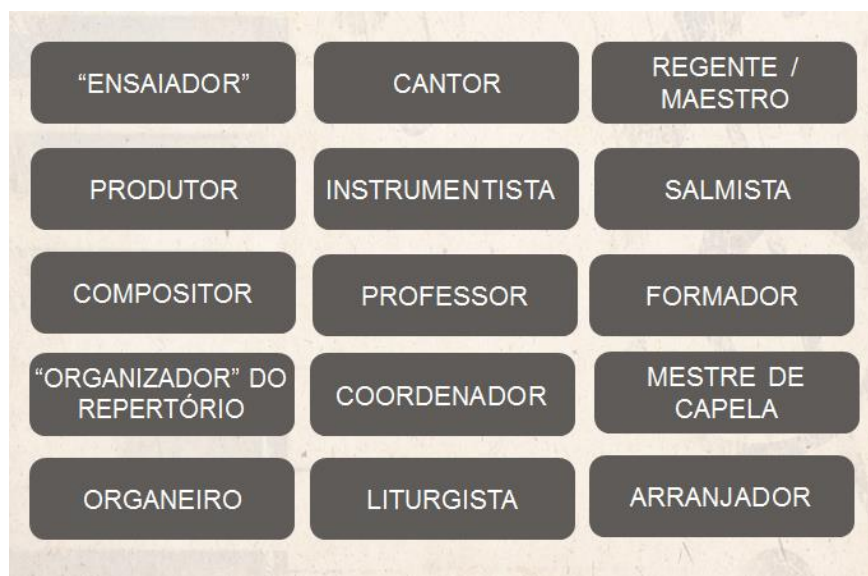 “ENSAIADOR”
CANTOR
REGENTE /
MAESTRO
PRODUTOR
INSTRUMENTISTA
SALMISTA
COMPOSITOR
PROFESSOR
FORMADOR
“ORGANIZADOR” DO
REPERTÓRIO
COORDENADOR
MESTRE DE
CAPELA
ORGANEIRO
LITURGISTA
ARRANJADOR